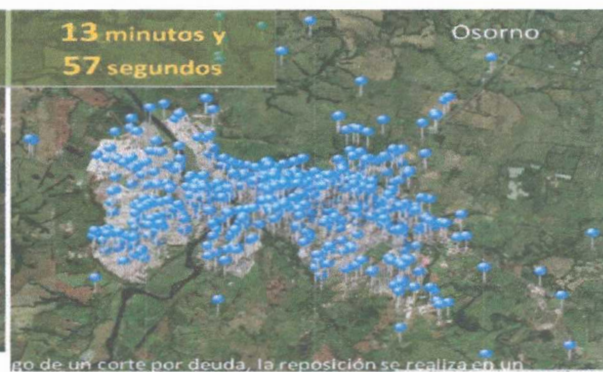 13 minutos y
57 segundos
Osorno
go de un corte por deuda, la reposición se realiza en un